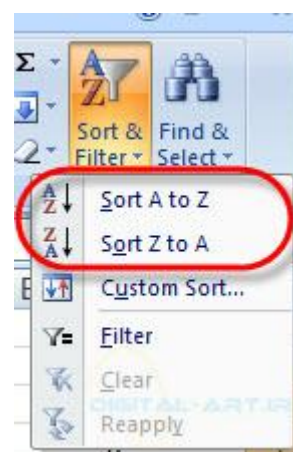 Σ
Sort & Find &
Filter Select
Sort A to Z
Sort Z to A
Custom Sort...
Filter
Clear
DIGITAL-ART.IR
Reapply